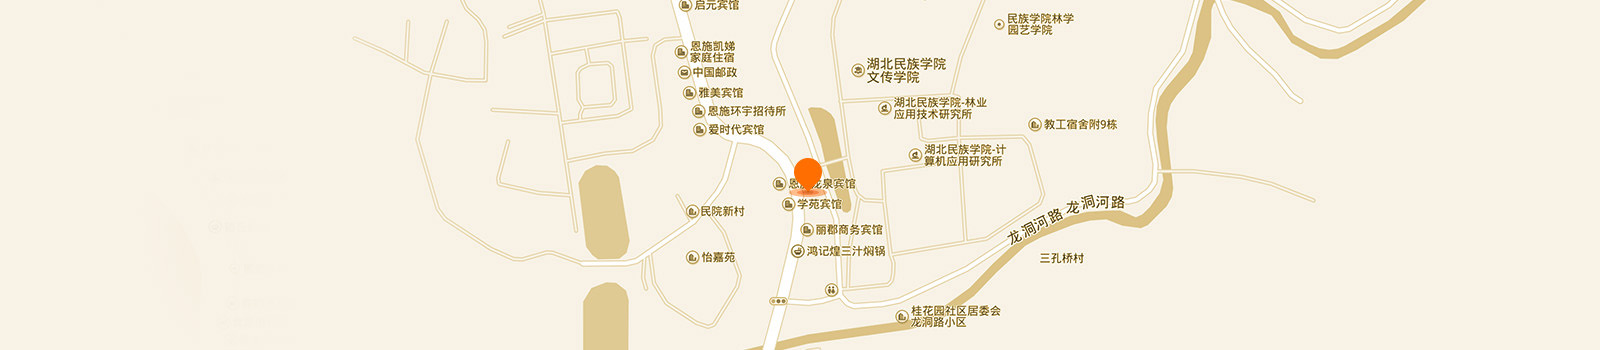 启元宾馆
民族学院林学
园艺学院
恩施凯娣
家庭住宿
湖北民族学院
文传学院
中国邮政
雅美宾馆
湖北民族学院-林业
应用技术研究所
恩施环宇招待所
教工宿舍附9栋
爱时代宾馆
湖北民族学院-计
算机应用研究所
恩施龙泉宾馆
学苑宾馆
民院新村
龙洞河路 龙洞河路
丽郡商务宾馆
鸿记煌三汁焖锅
怡嘉苑
三孔桥村
桂花园社区居委会
龙洞路小区